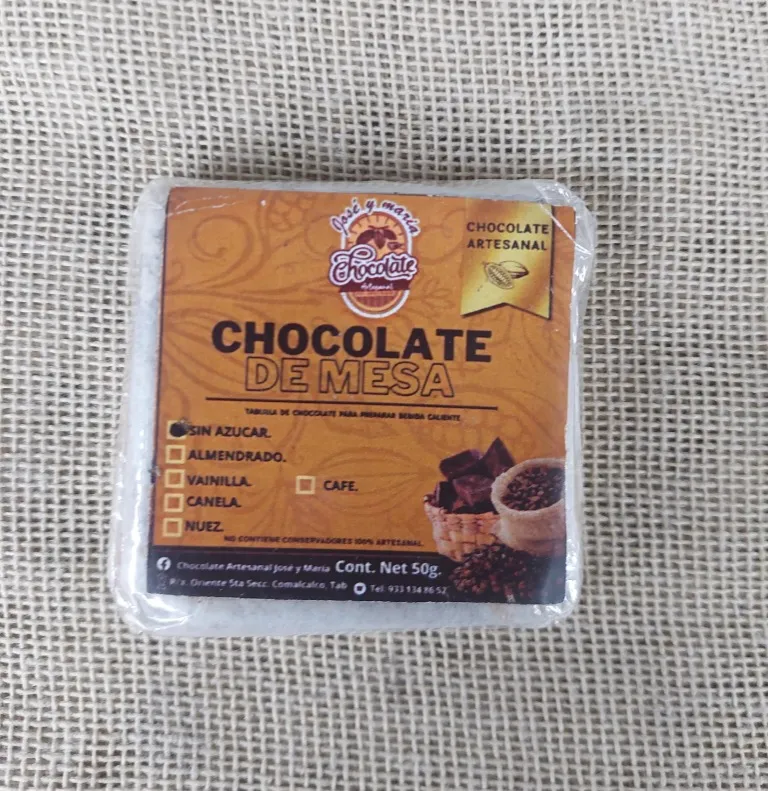 José y maría
Chocolate
Artesanal
CHOCOLATE
ARTESANAL
CHOCOLATE
DE MESA
TABLILLA DE CHOCOLATE PARA PREPARAR BEBIDA CALIENTE.
SIN AZUCAR.
ALMENDRADO.
VAINILLA.
CAFE.
CANELA.
NUEZ.
NO CONTIENE CONSERVADORES 100% ARTESANAL.
Chocolate Artesanal José y María Cont. Net 50g.
R/a. Oriente 5ta Secc. Comalcalco, Tab Tel: 933 134 86 52